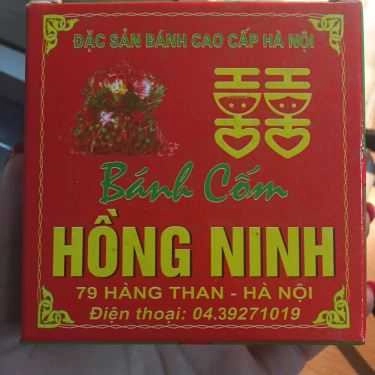 ĐẶC SẢN BÁNH CAO CẤP HÀ NỘI
Bánh Cốm
HỒNG NINH
79 HÀNG THAN - HÀ NỘI
Điện thoại: 04.39271019